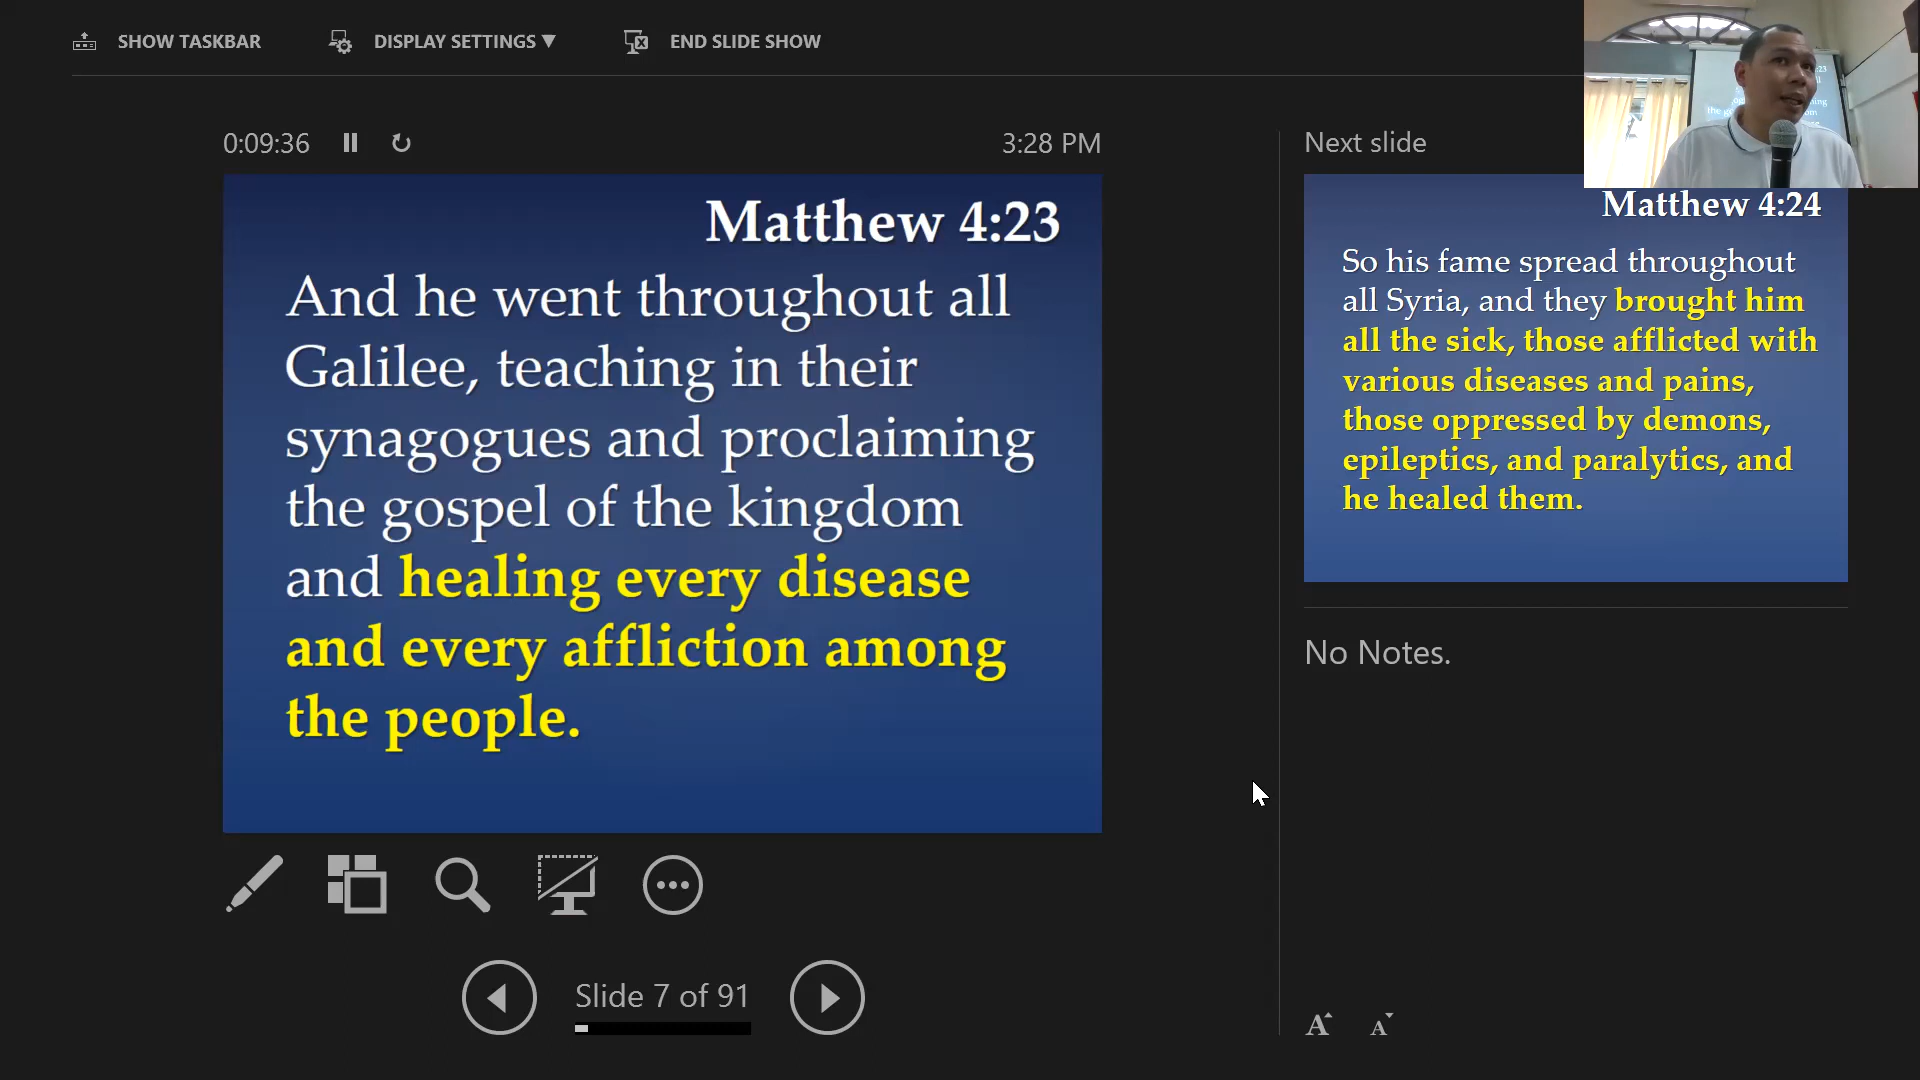 SHOW TASKBAR
DISPLAY SETTINGS ▼
END SLIDE SHOW
0:09:36
3:28 PM
Matthew 4:23
And he went throughout all
Galilee, teaching in their
synagogues and proclaiming
the gospel of the kingdom
and healing every disease
and every affliction among
the people.
Slide 7 of 91
Next slide
Matthew 4:24
So his fame spread throughout
all Syria, and they brought him
all the sick, those afflicted with
various diseases and pains,
those oppressed by demons,
epileptics, and paralytics, and
he healed them.
No Notes.
A
A